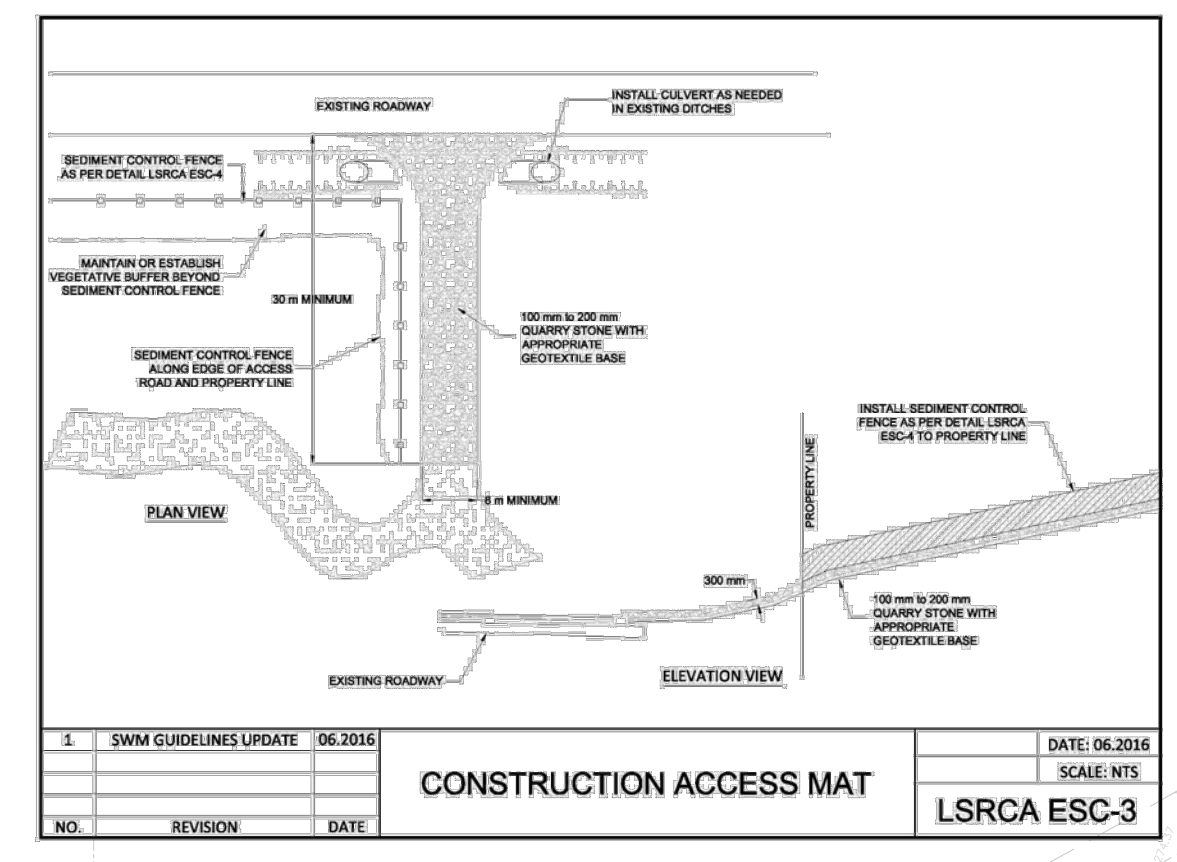 EXISTING ROADWAY
INSTALL CULVERT AS NEEDED
IN EXISTING DITCHES
SEDIMENT CONTROL FENCE
AS PER DETAIL LSRCA ESC-4
MAINTAIN OR ESTABLISH
VEGETATIVE BUFFER BEYOND
SEDIMENT CONTROL FENCE
30 m MINIMUM
100 mm to 200 mm
QUARRY STONE WITH
APPROPRIATE
GEOTEXTILE BASE
SEDIMENT CONTROL FENCE
ALONG EDGE OF ACCESS
ROAD AND PROPERTY LINE
INSTALL SEDIMENT CONTROL
FENCE AS PER DETAIL LSRCA
ESC-4 TO PROPERTY LINE
PROPERTY LINE
8 m MINIMUM
PLAN VIEW
300 mm
100 mm to 200 mm
QUARRY STONE WITH
APPROPRIATE
GEOTEXTILE BASE
EXISTING ROADWAY
ELEVATION VIEW
1 SWM GUIDELINES UPDATE 06.2016
NO. REVISION DATE
CONSTRUCTION ACCESS MAT
DATE: 06.2016
SCALE: NTS
LSRCA ESC-3
274.37